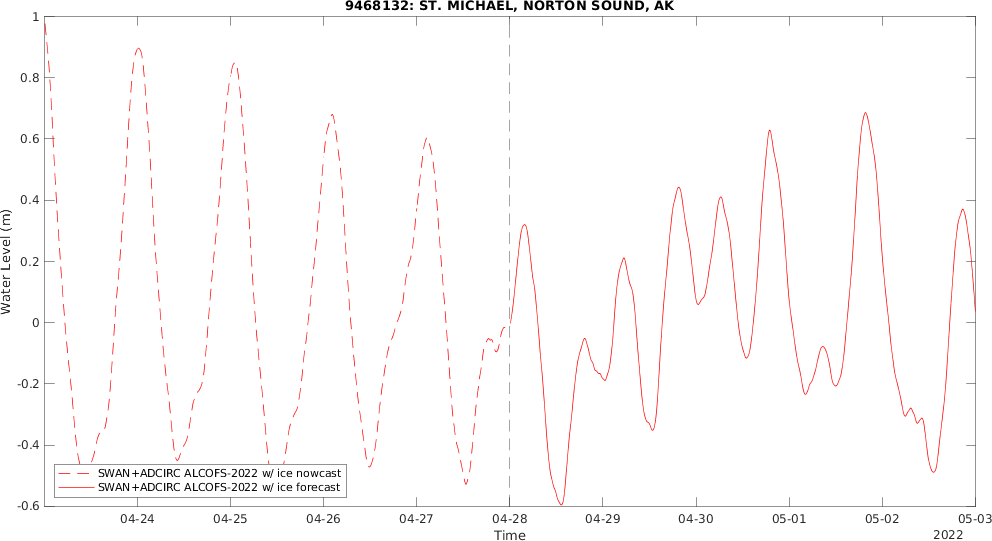 9468132: ST. MICHAEL, NORTON SOUND, AK
Water Level (m)
1
0.8
0.6
0.4
0.2
0
-0.2
-0.4
-0.6
SWAN+ADCIRC ALCOFS-2022 w/ ice nowcast
SWAN+ADCIRC ALCOFS-2022 w/ ice forecast
04-24 04-25 04-26 04-27 04-28 04-29 04-30 05-01 05-02 05-03
Time
2022